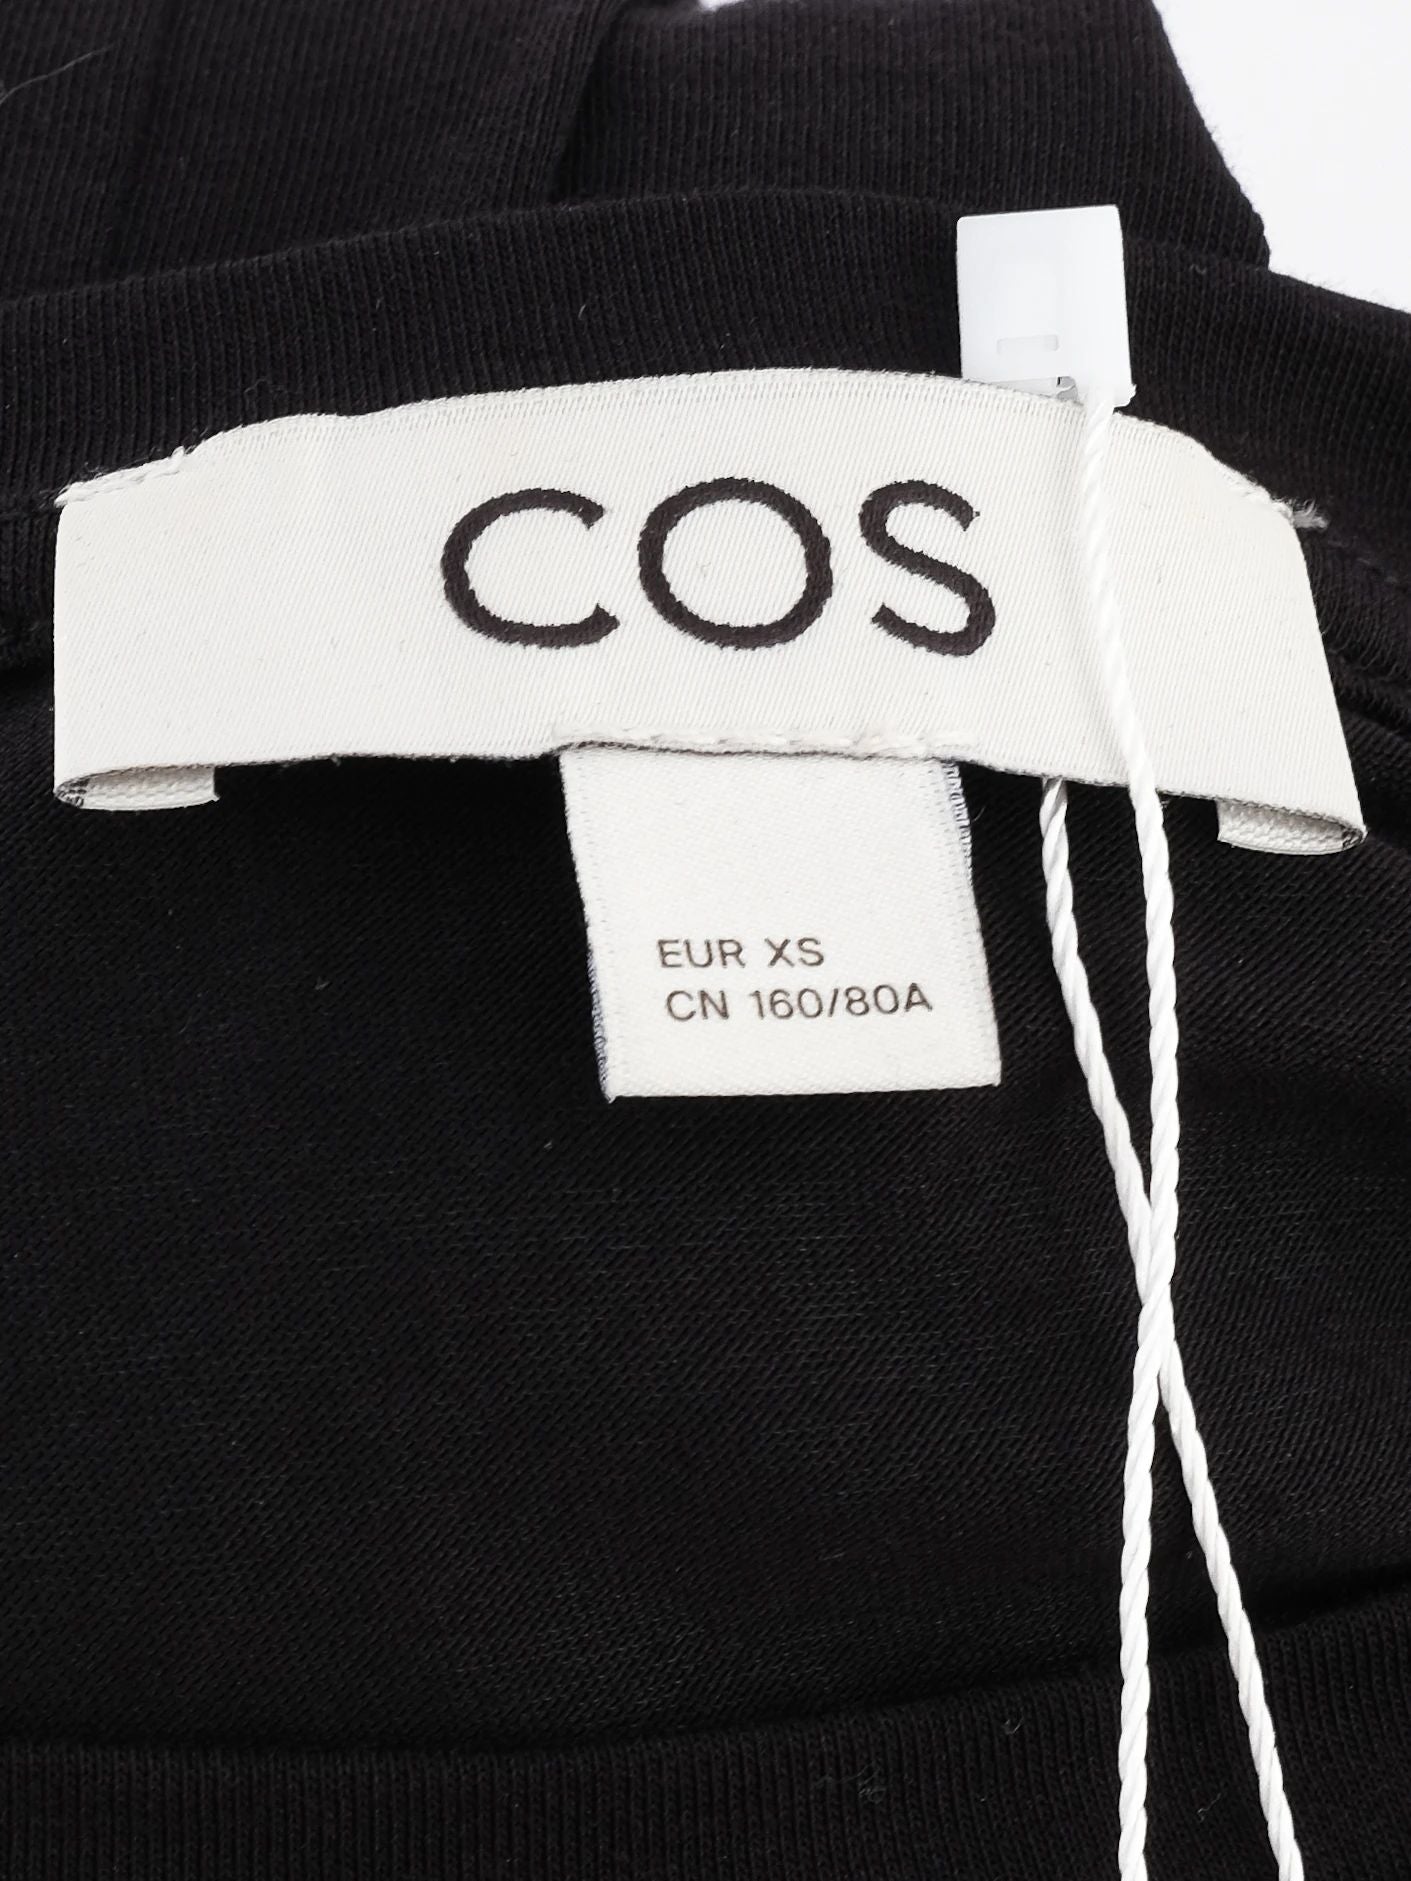 COS
EUR XS
CN 160/80A